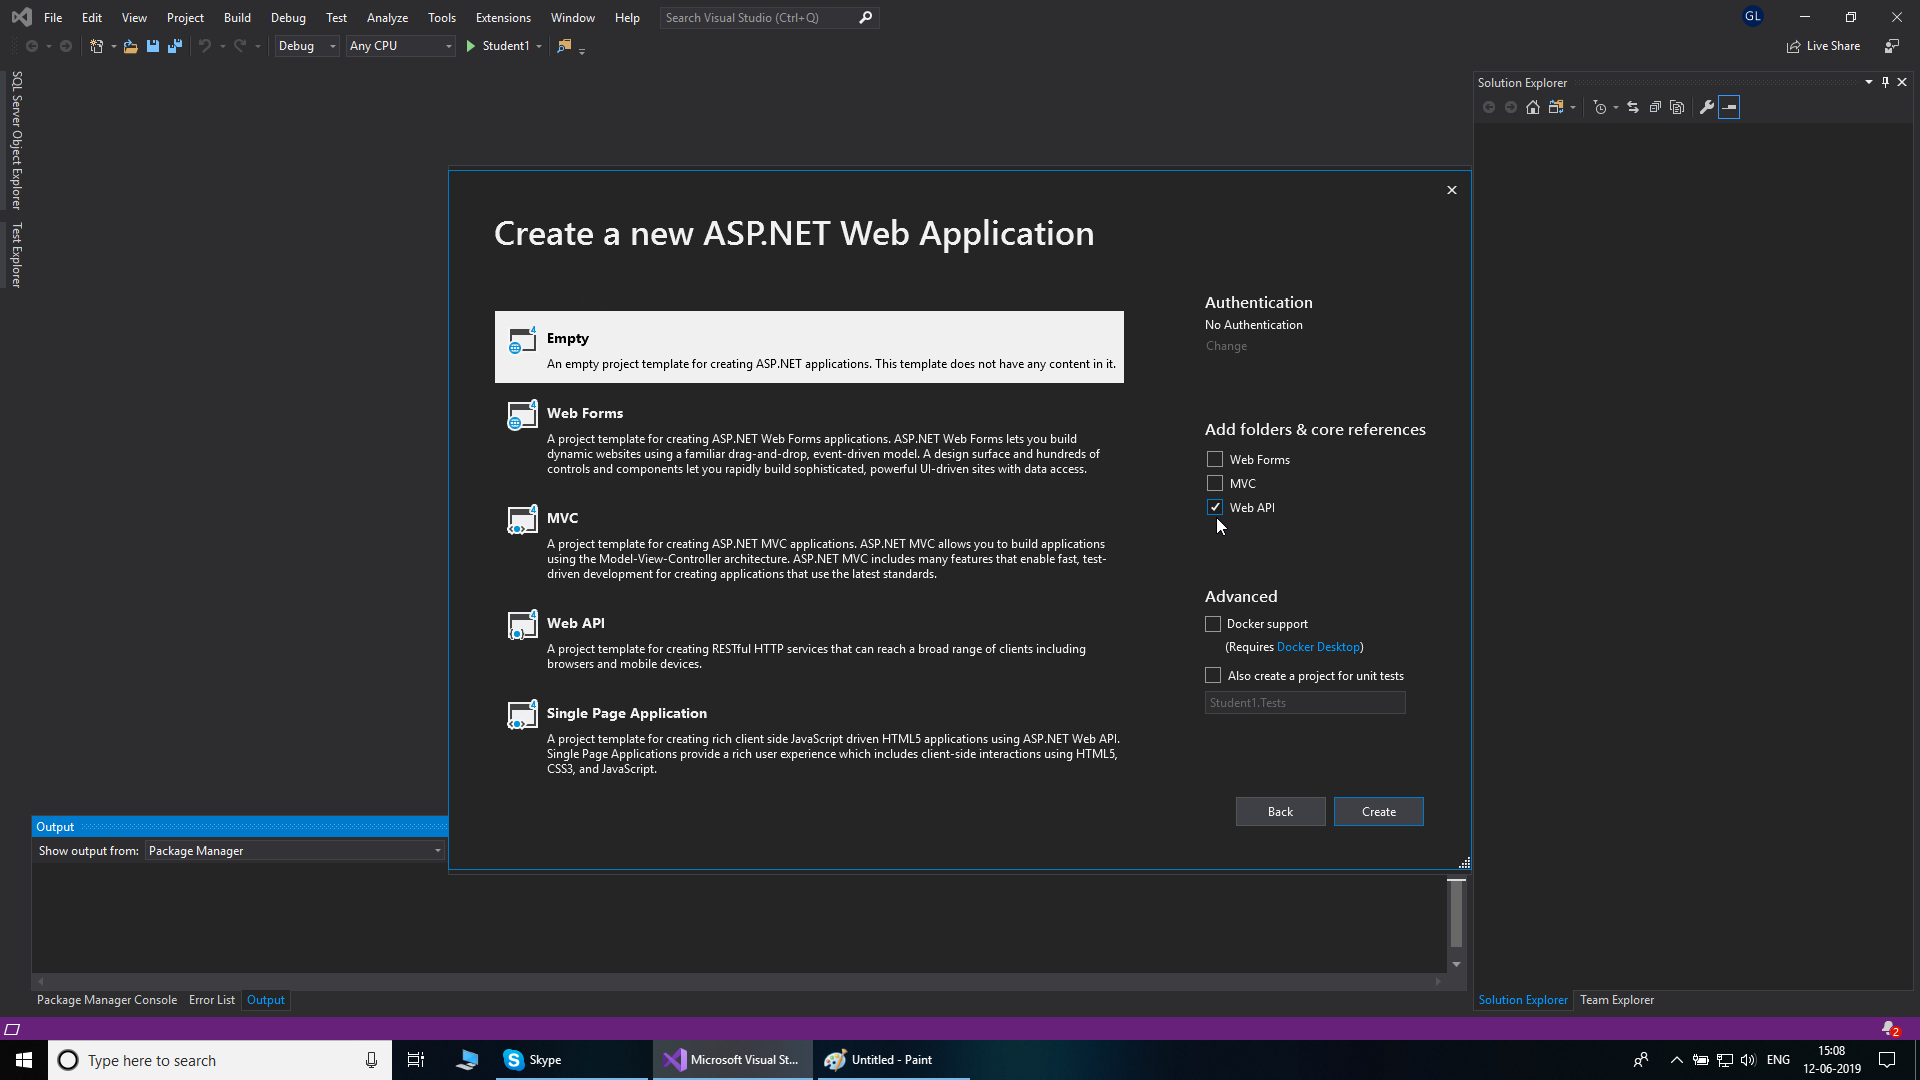 File Edit View Project Build Debug Test Analyze Tools Extensions Window Help Search Visual Studio (Ctrl+Q) GL
Debug Any CPU Student1 Live Share
SQL Server Object Explorer
Test Explorer
Solution Explorer
Create a new ASP.NET Web Application
Empty
An empty project template for creating ASP.NET applications. This template does not have any content in it.
Web Forms
A project template for creating ASP.NET Web Forms applications. ASP.NET Web Forms lets you build
dynamic websites using a familiar drag-and-drop, event-driven model. A design surface and hundreds of
controls and components let you rapidly build sophisticated, powerful UI-driven sites with data access.
MVC
A project template for creating ASP.NET MVC applications. ASP.NET MVC allows you to build applications
using the Model-View-Controller architecture. ASP.NET MVC includes many features that enable fast, test-
driven development for creating applications that use the latest standards.
Web API
A project template for creating RESTful HTTP services that can reach a broad range of clients including
browsers and mobile devices.
Single Page Application
A project template for creating rich client side JavaScript driven HTML5 applications using ASP.NET Web API.
Single Page Applications provide a rich user experience which includes client-side interactions using HTML5,
CSS3, and JavaScript.
Authentication
No Authentication
Change
Add folders & core references
Web Forms
MVC
Web API
Advanced
Docker support
(Requires Docker Desktop)
Also create a project for unit tests
Student1.Tests
Back Create
Output
Show output from: Package Manager
Package Manager Console Error List Output
Solution Explorer Team Explorer
2
Type here to search Skype Microsoft Visual St... Untitled - Paint ENG 15:08
12-06-2019